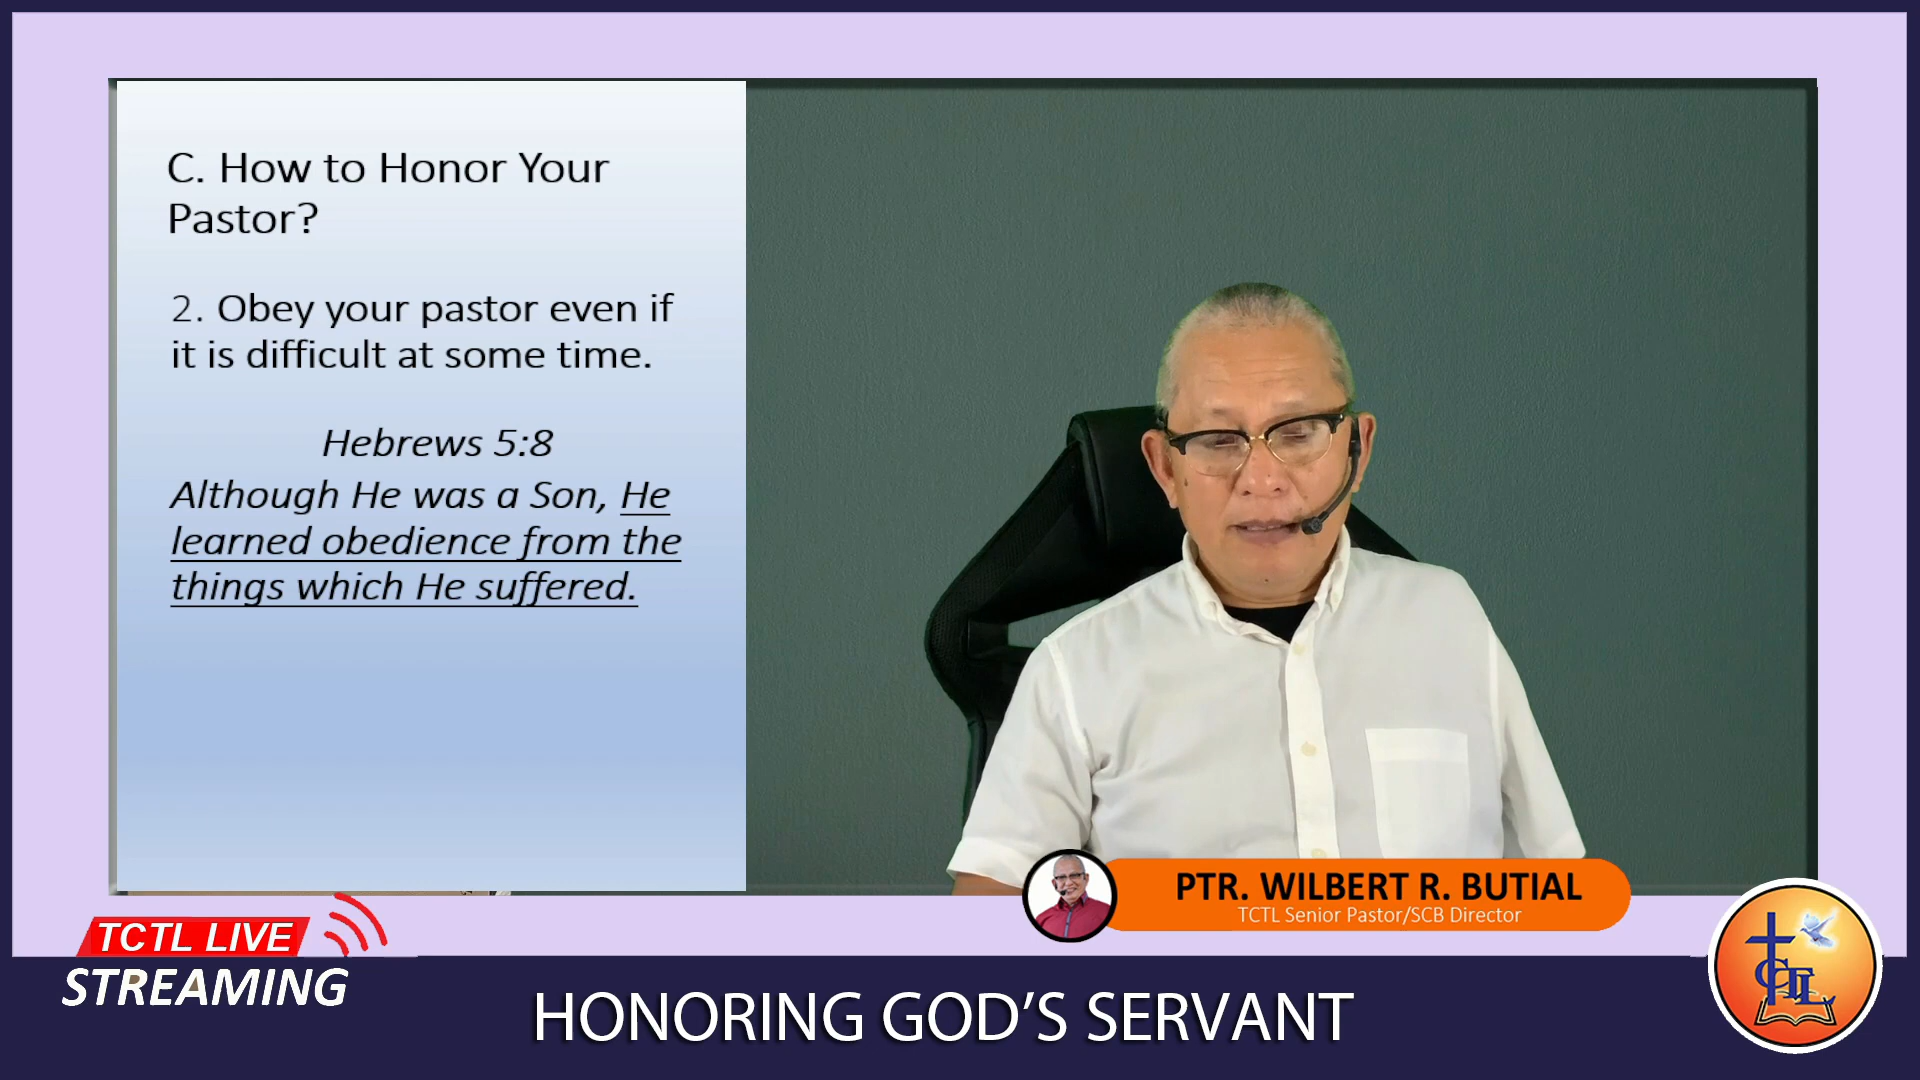 C. How to Honor Your
Pastor?
2. Obey your pastor even if
it is difficult at some time.
Hebrews 5:8
Although He was a Son, He
learned obedience from the
things which He suffered.
PTR. WILBERT R. BUTIAL
TCTL Senior Pastor/SCB Director
TCTL LIVE
STREAMING
HONORING GOD'S SERVANT
TCTL